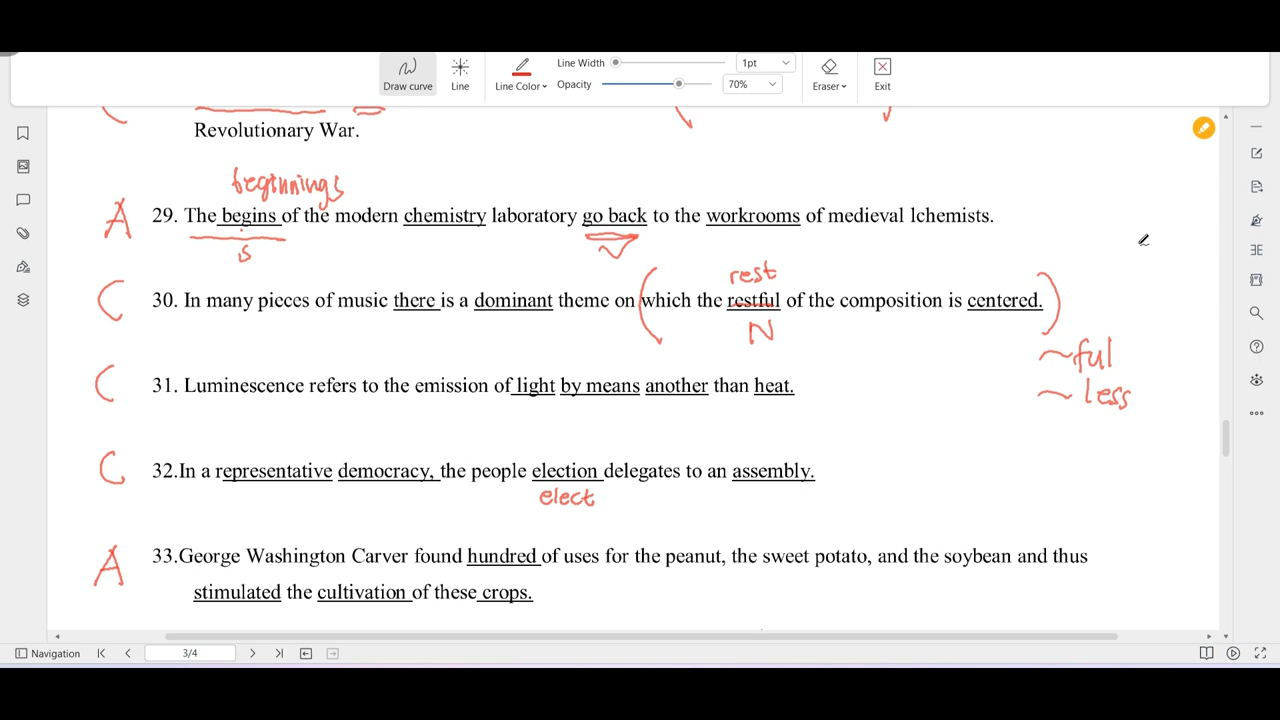 Draw curve
Line
Line Color
Line Width
1pt
Opacity
70%
Eraser
Exit
Revolutionary War.
beginnings
A 29. The begins of the modern chemistry laboratory go back to the workrooms of medieval lchemists.
S V
rest
C 30. In many pieces of music there is a dominant theme on which the restful of the composition is centered.
N
~ful
C 31. Luminescence refers to the emission of light by means another than heat.
~less
C 32.In a representative democracy, the people election delegates to an assembly.
elect
A 33.George Washington Carver found hundred of uses for the peanut, the sweet potato, and the soybean and thus
stimulated the cultivation of these crops.
Navigation
3/4